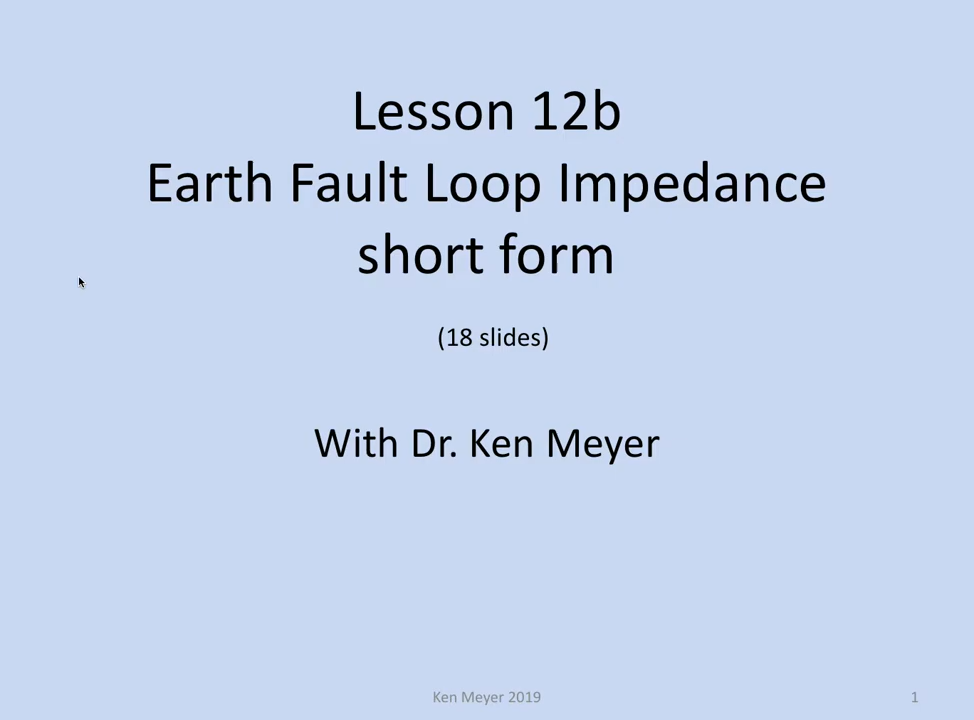 Lesson 12b
Earth Fault Loop Impedance
short form
(18 slides)
With Dr. Ken Meyer
Ken Meyer 2019
1